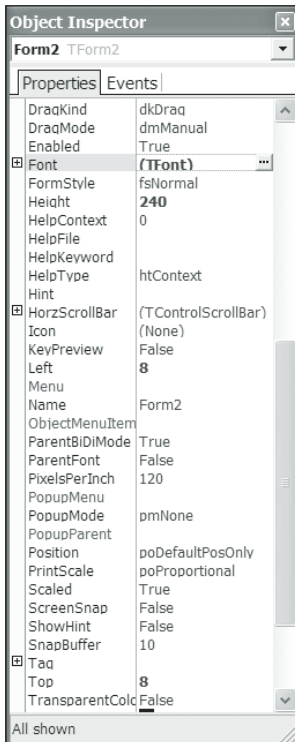 Object Inspector
Form2 TForm2
Properties Events
DragKind dkDrag
DragMode dmManual
Enabled True
Font (TFont) ...
FormStyle fsNormal
Height 240
HelpContext 0
HelpFile
HelpKeyword
HelpType htContext
Hint
HorzScrollBar (TControlScrollBar)
Icon (None)
KeyPreview False
Left 8
Menu
Name Form2
ObjectMenuItem
ParentBiDiMode True
ParentFont False
PixelsPerInch 120
PopupMenu
PopupMode pmNone
PopupParent
Position poDefaultPosOnly
PrintScale poProportional
Scaled True
ScreenSnap False
ShowHint False
SnapBuffer 10
Tag
Top 8
TransparentColo False
All shown